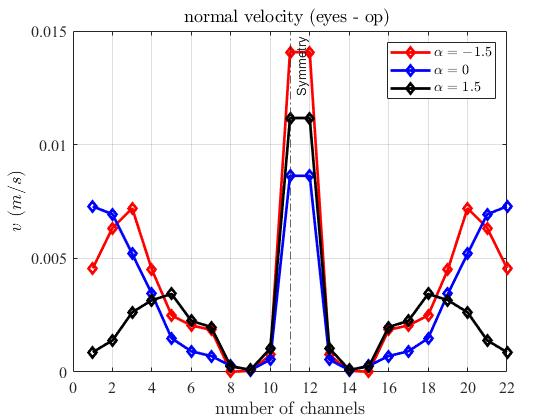 normal velocity (eyes - op)
0.015
0.01
0.005
0
v (m/s)
Symmetry
α = −1.5
α = 0
α = 1.5
0 2 4 6 8 10 12 14 16 18 20 22
number of channels